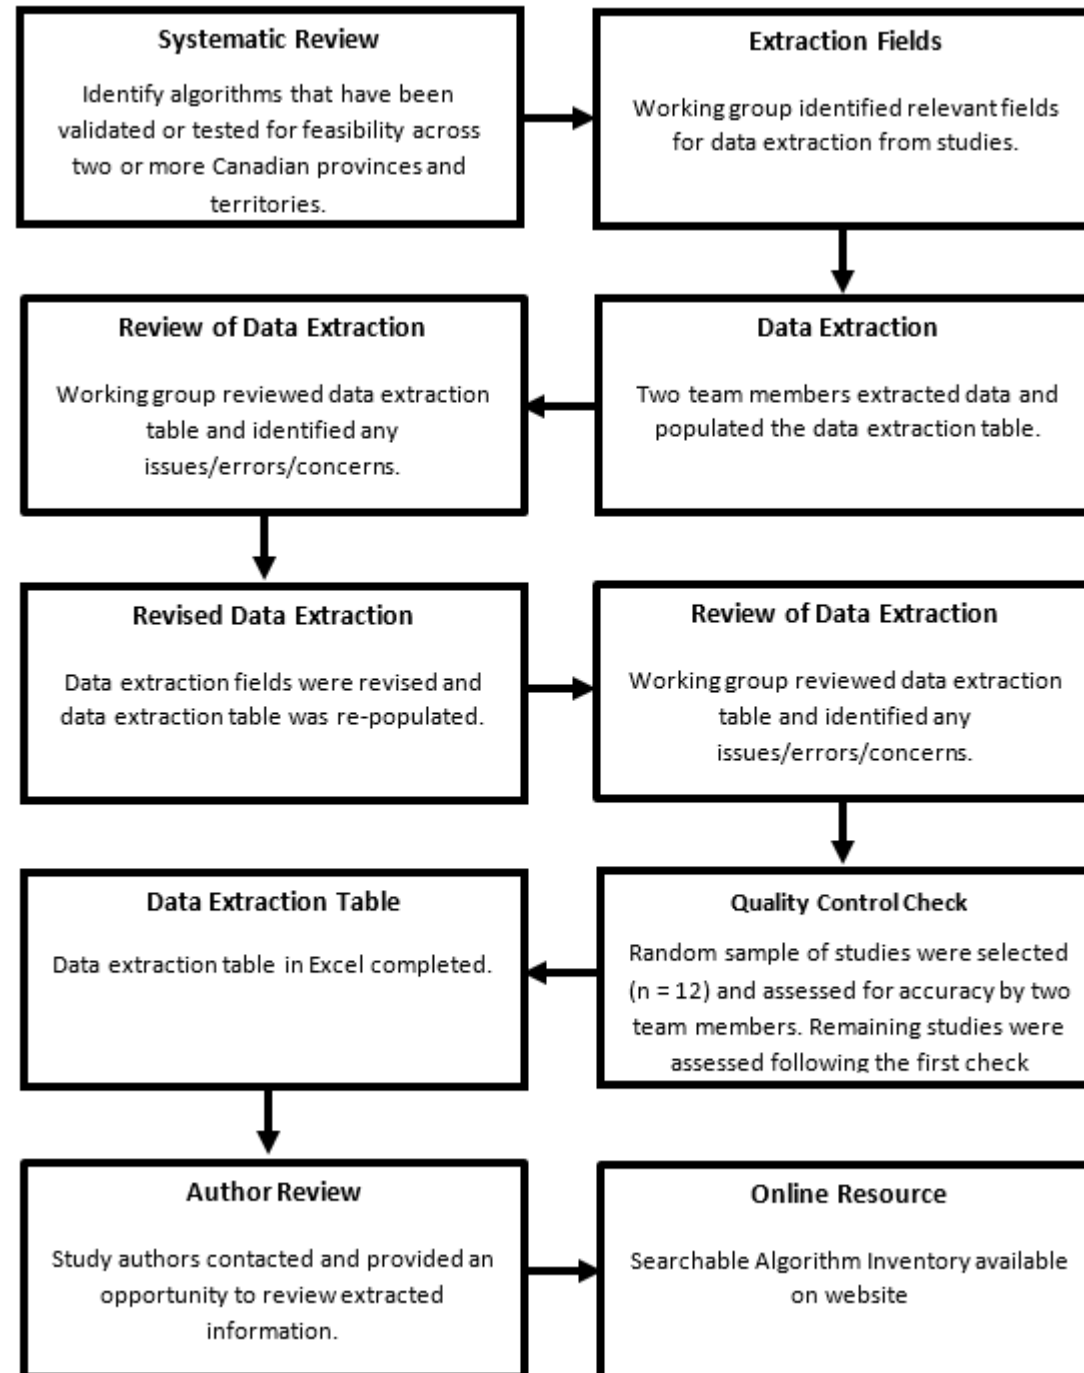 Systematic Review
Identify algorithms that have been
validated or tested for feasibility across
two or more Canadian provinces and
territories.
Extraction Fields
Working group identified relevant fields
for data extraction from studies.
Data Extraction
Two team members extracted data and
populated the data extraction table.
Review of Data Extraction
Working group reviewed data extraction
table and identified any
issues/errors/concerns.
Revised Data Extraction
Data extraction fields were revised and
data extraction table was re-populated.
Review of Data Extraction
Working group reviewed data extraction
table and identified any
issues/errors/concerns.
Quality Control Check
Random sample of studies were selected
(n = 12) and assessed for accuracy by two
team members. Remaining studies were
assessed following the first check
Data Extraction Table
Data extraction table in Excel completed.
Author Review
Study authors contacted and provided an
opportunity to review extracted
information.
Online Resource
Searchable Algorithm Inventory available
on website